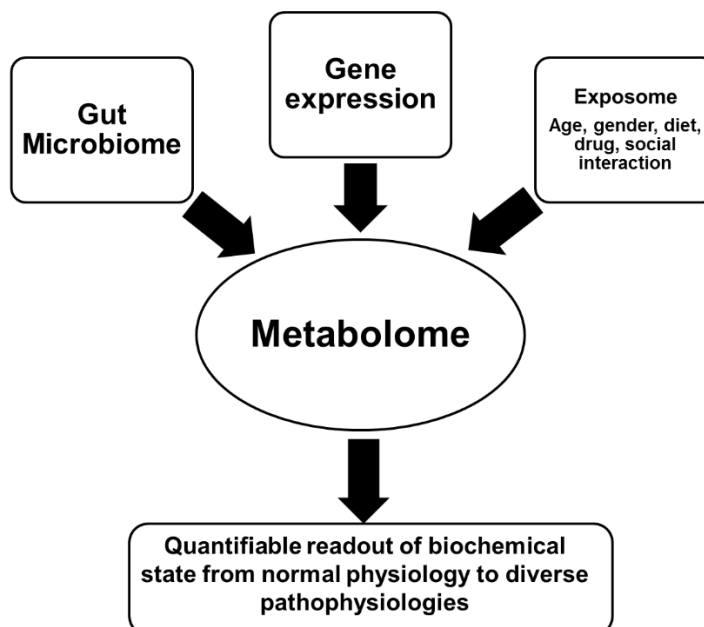 Gut
Microbiome
Gene
expression
Exposome
Age, gender, diet,
drug, social
interaction
Metabolome
Quantifiable readout of biochemical
state from normal physiology to diverse
pathophysiologies